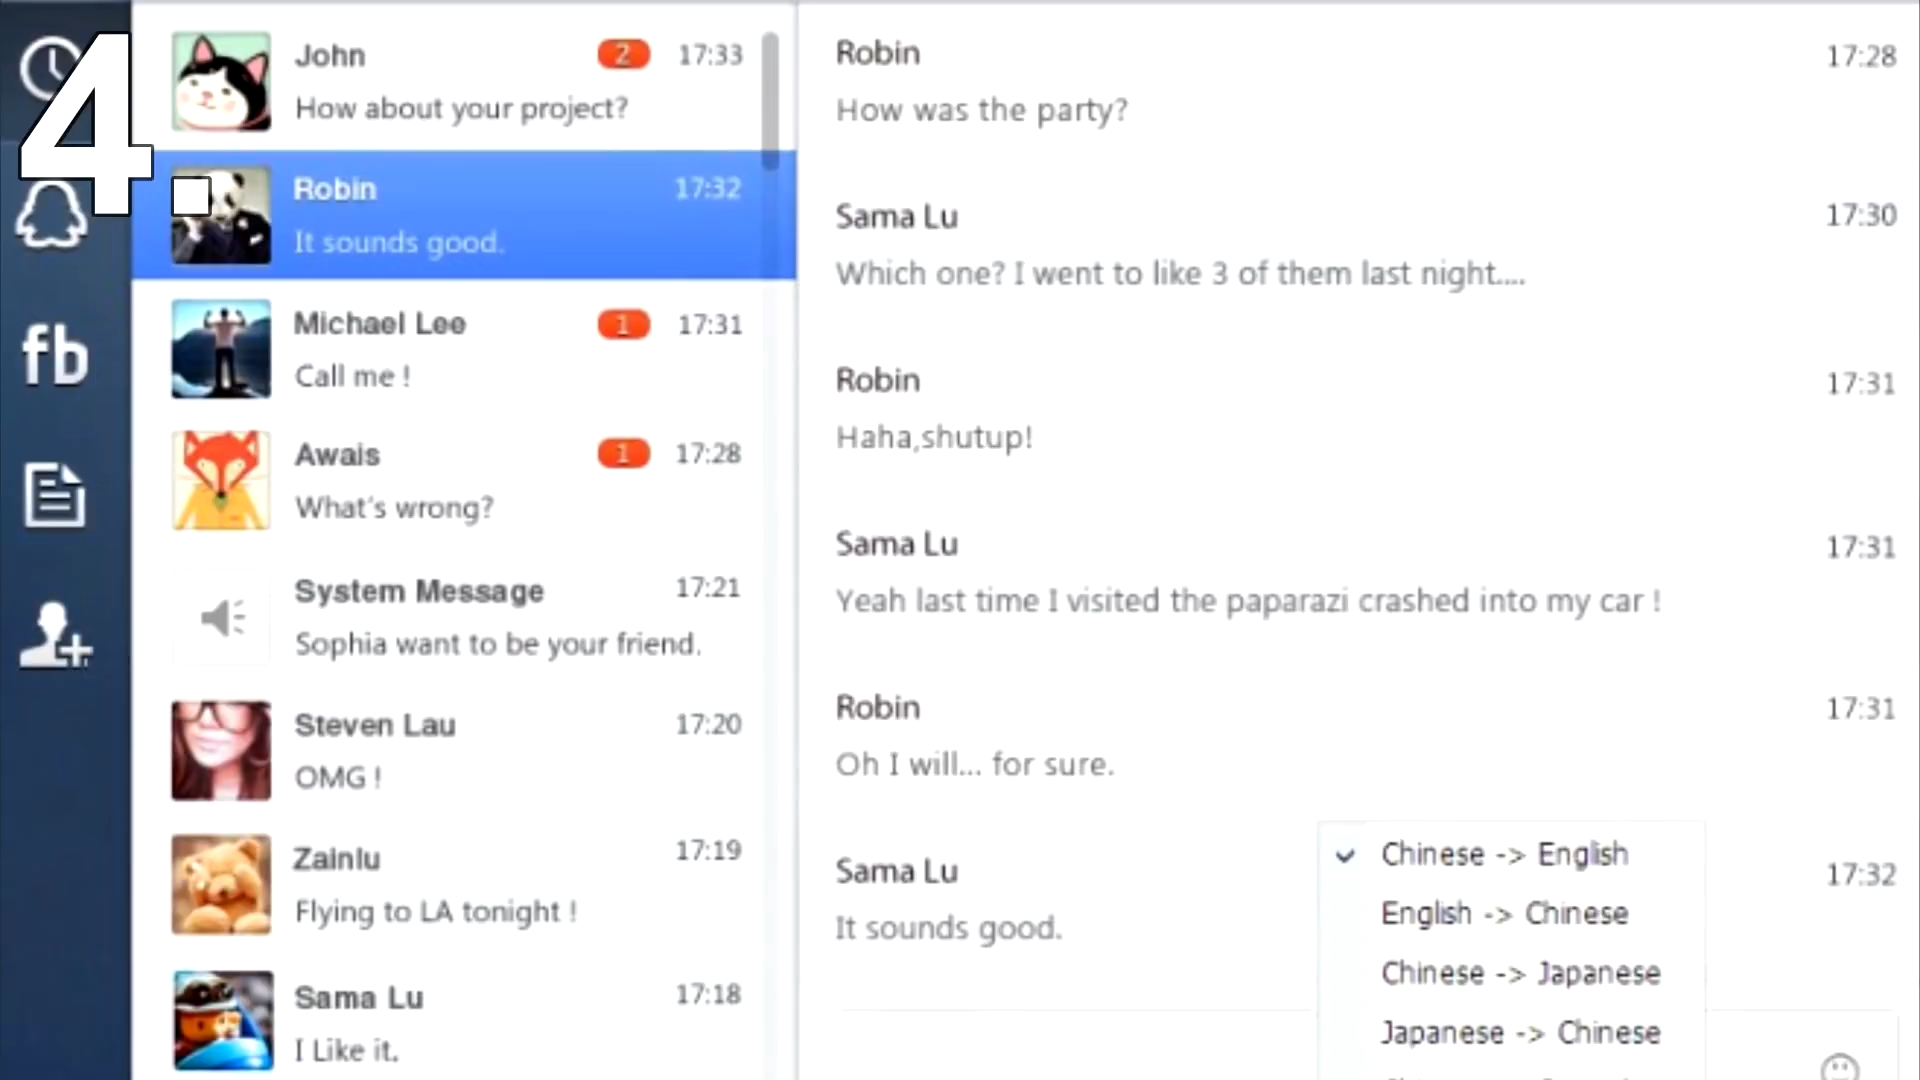 4.
fb
John 2 17:33
How about your project?
Robin 17:32
It sounds good.
Michael Lee 1 17:31
Call me !
Awais 1 17:28
What's wrong?
System Message 17:21
Sophia want to be your friend.
Steven Lau 17:20
OMG !
Zainlu 17:19
Flying to LA tonight !
Sama Lu 17:18
I Like it.
Robin 17:28
How was the party?
Sama Lu 17:30
Which one? I went to like 3 of them last night....
Robin 17:31
Haha,shutup!
Sama Lu 17:31
Yeah last time I visited the paparazi crashed into my car !
Robin 17:31
Oh I will... for sure.
Sama Lu 17:32
It sounds good.
Chinese -> English
English -> Chinese
Chinese -> Japanese
Japanese -> Chinese